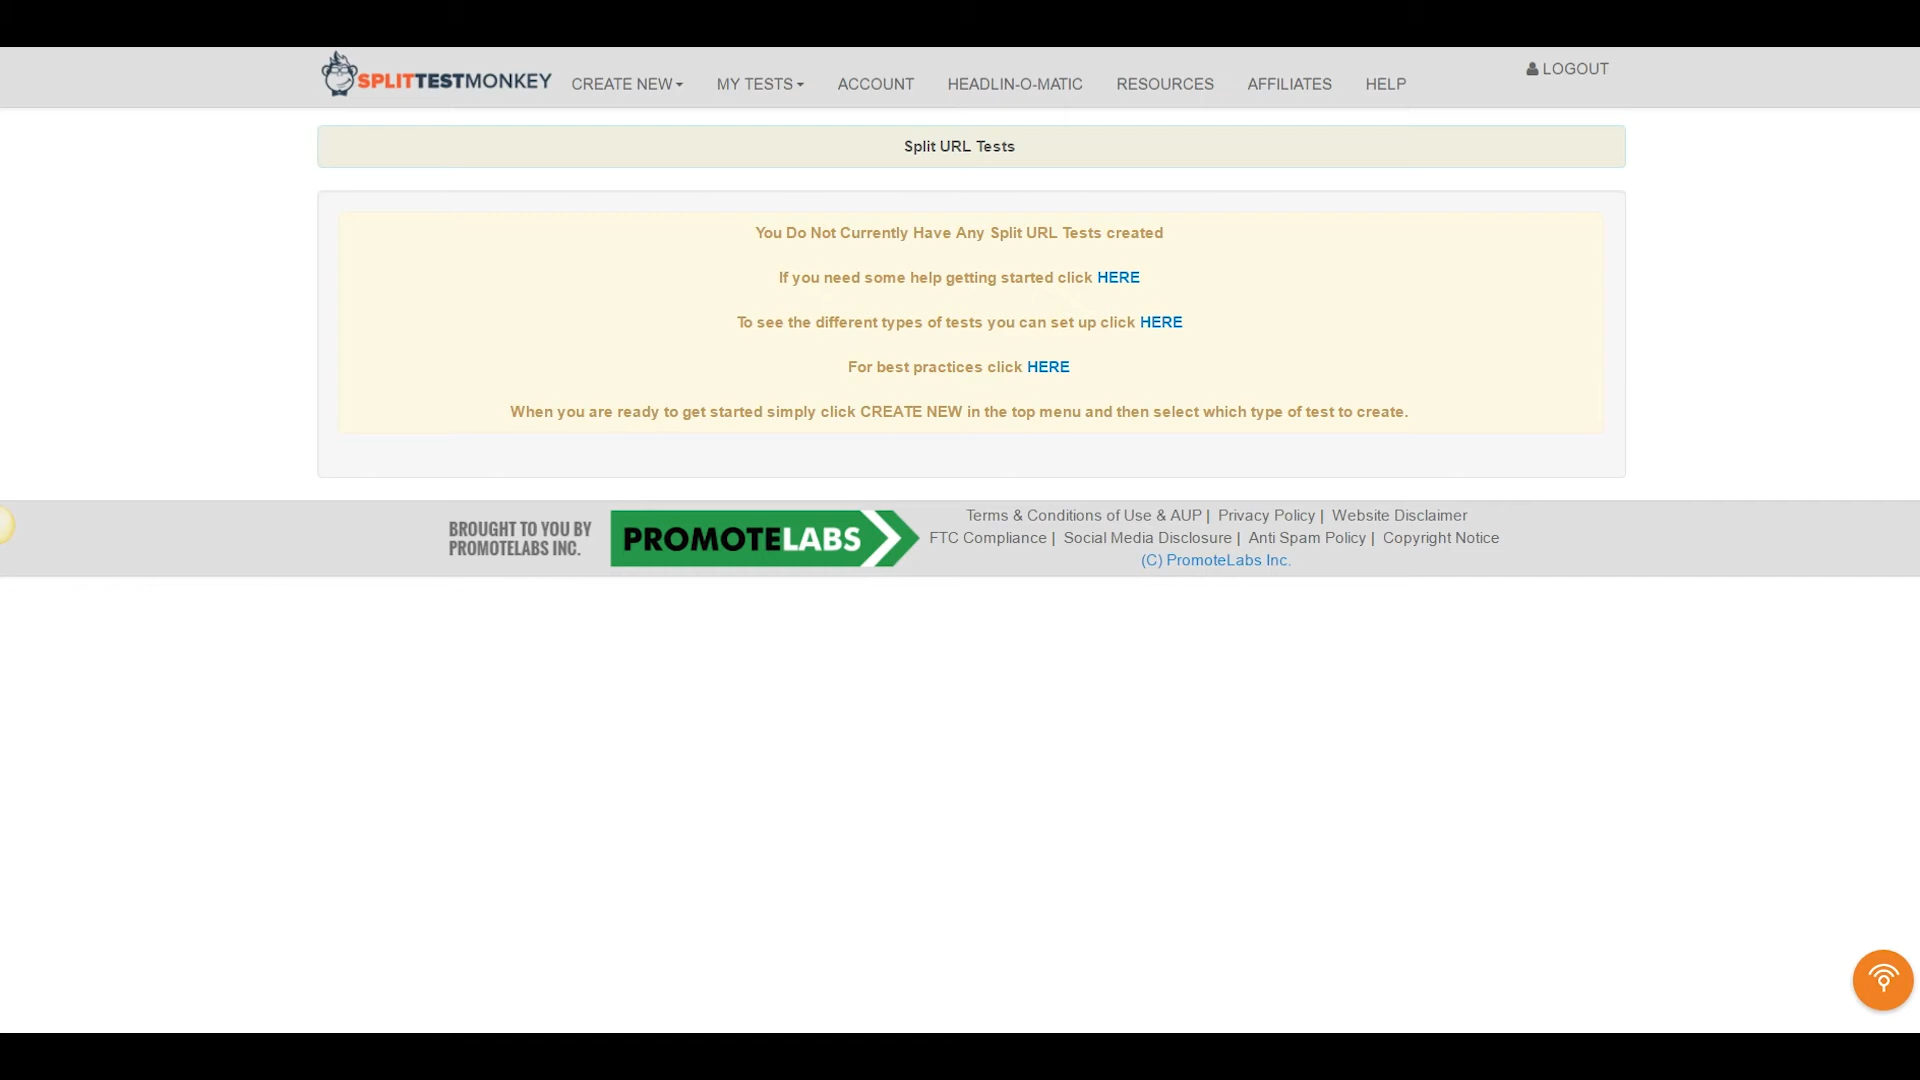 SPLITTESTMONKEY CREATE NEW MY TESTS ACCOUNT HEADLIN-O-MATIC RESOURCES AFFILIATES HELP LOGOUT
Split URL Tests
You Do Not Currently Have Any Split URL Tests created
If you need some help getting started click HERE
To see the different types of tests you can set up click HERE
For best practices click HERE
When you are ready to get started simply click CREATE NEW in the top menu and then select which type of test to create.
BROUGHT TO YOU BY
PROMOTELABS INC.
PROMOTELABS
Terms & Conditions of Use & AUP | Privacy Policy | Website Disclaimer
FTC Compliance | Social Media Disclosure | Anti Spam Policy | Copyright Notice
(C) PromoteLabs Inc.